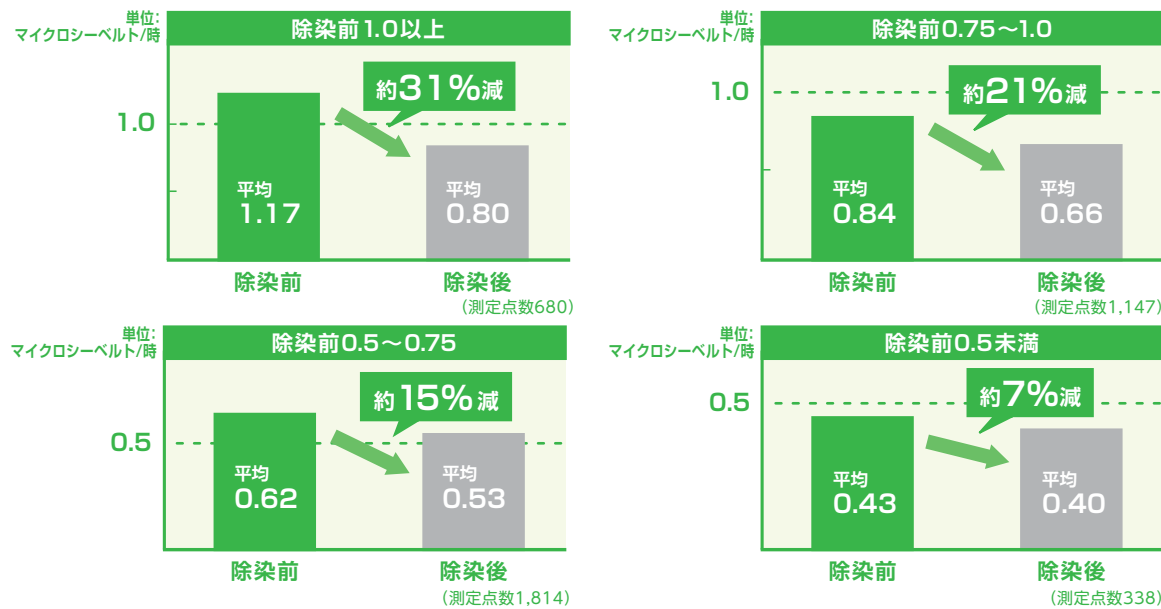 単位:
マイクロシーベルト/時
除染前1.0以上
約31%減
1.0
平均
1.17
平均
0.80
除染前
除染後
(測定点数680)
単位:
マイクロシーベルト/時
除染前0.75〜1.0
約21%減
1.0
平均
0.84
平均
0.66
除染前
除染後
(測定点数1,147)
単位:
マイクロシーベルト/時
除染前0.5〜0.75
約15%減
0.5
平均
0.62
平均
0.53
除染前
除染後
(測定点数1,814)
単位:
マイクロシーベルト/時
除染前0.5未満
約7%減
0.5
平均
0.43
平均
0.40
除染前
除染後
(測定点数338)